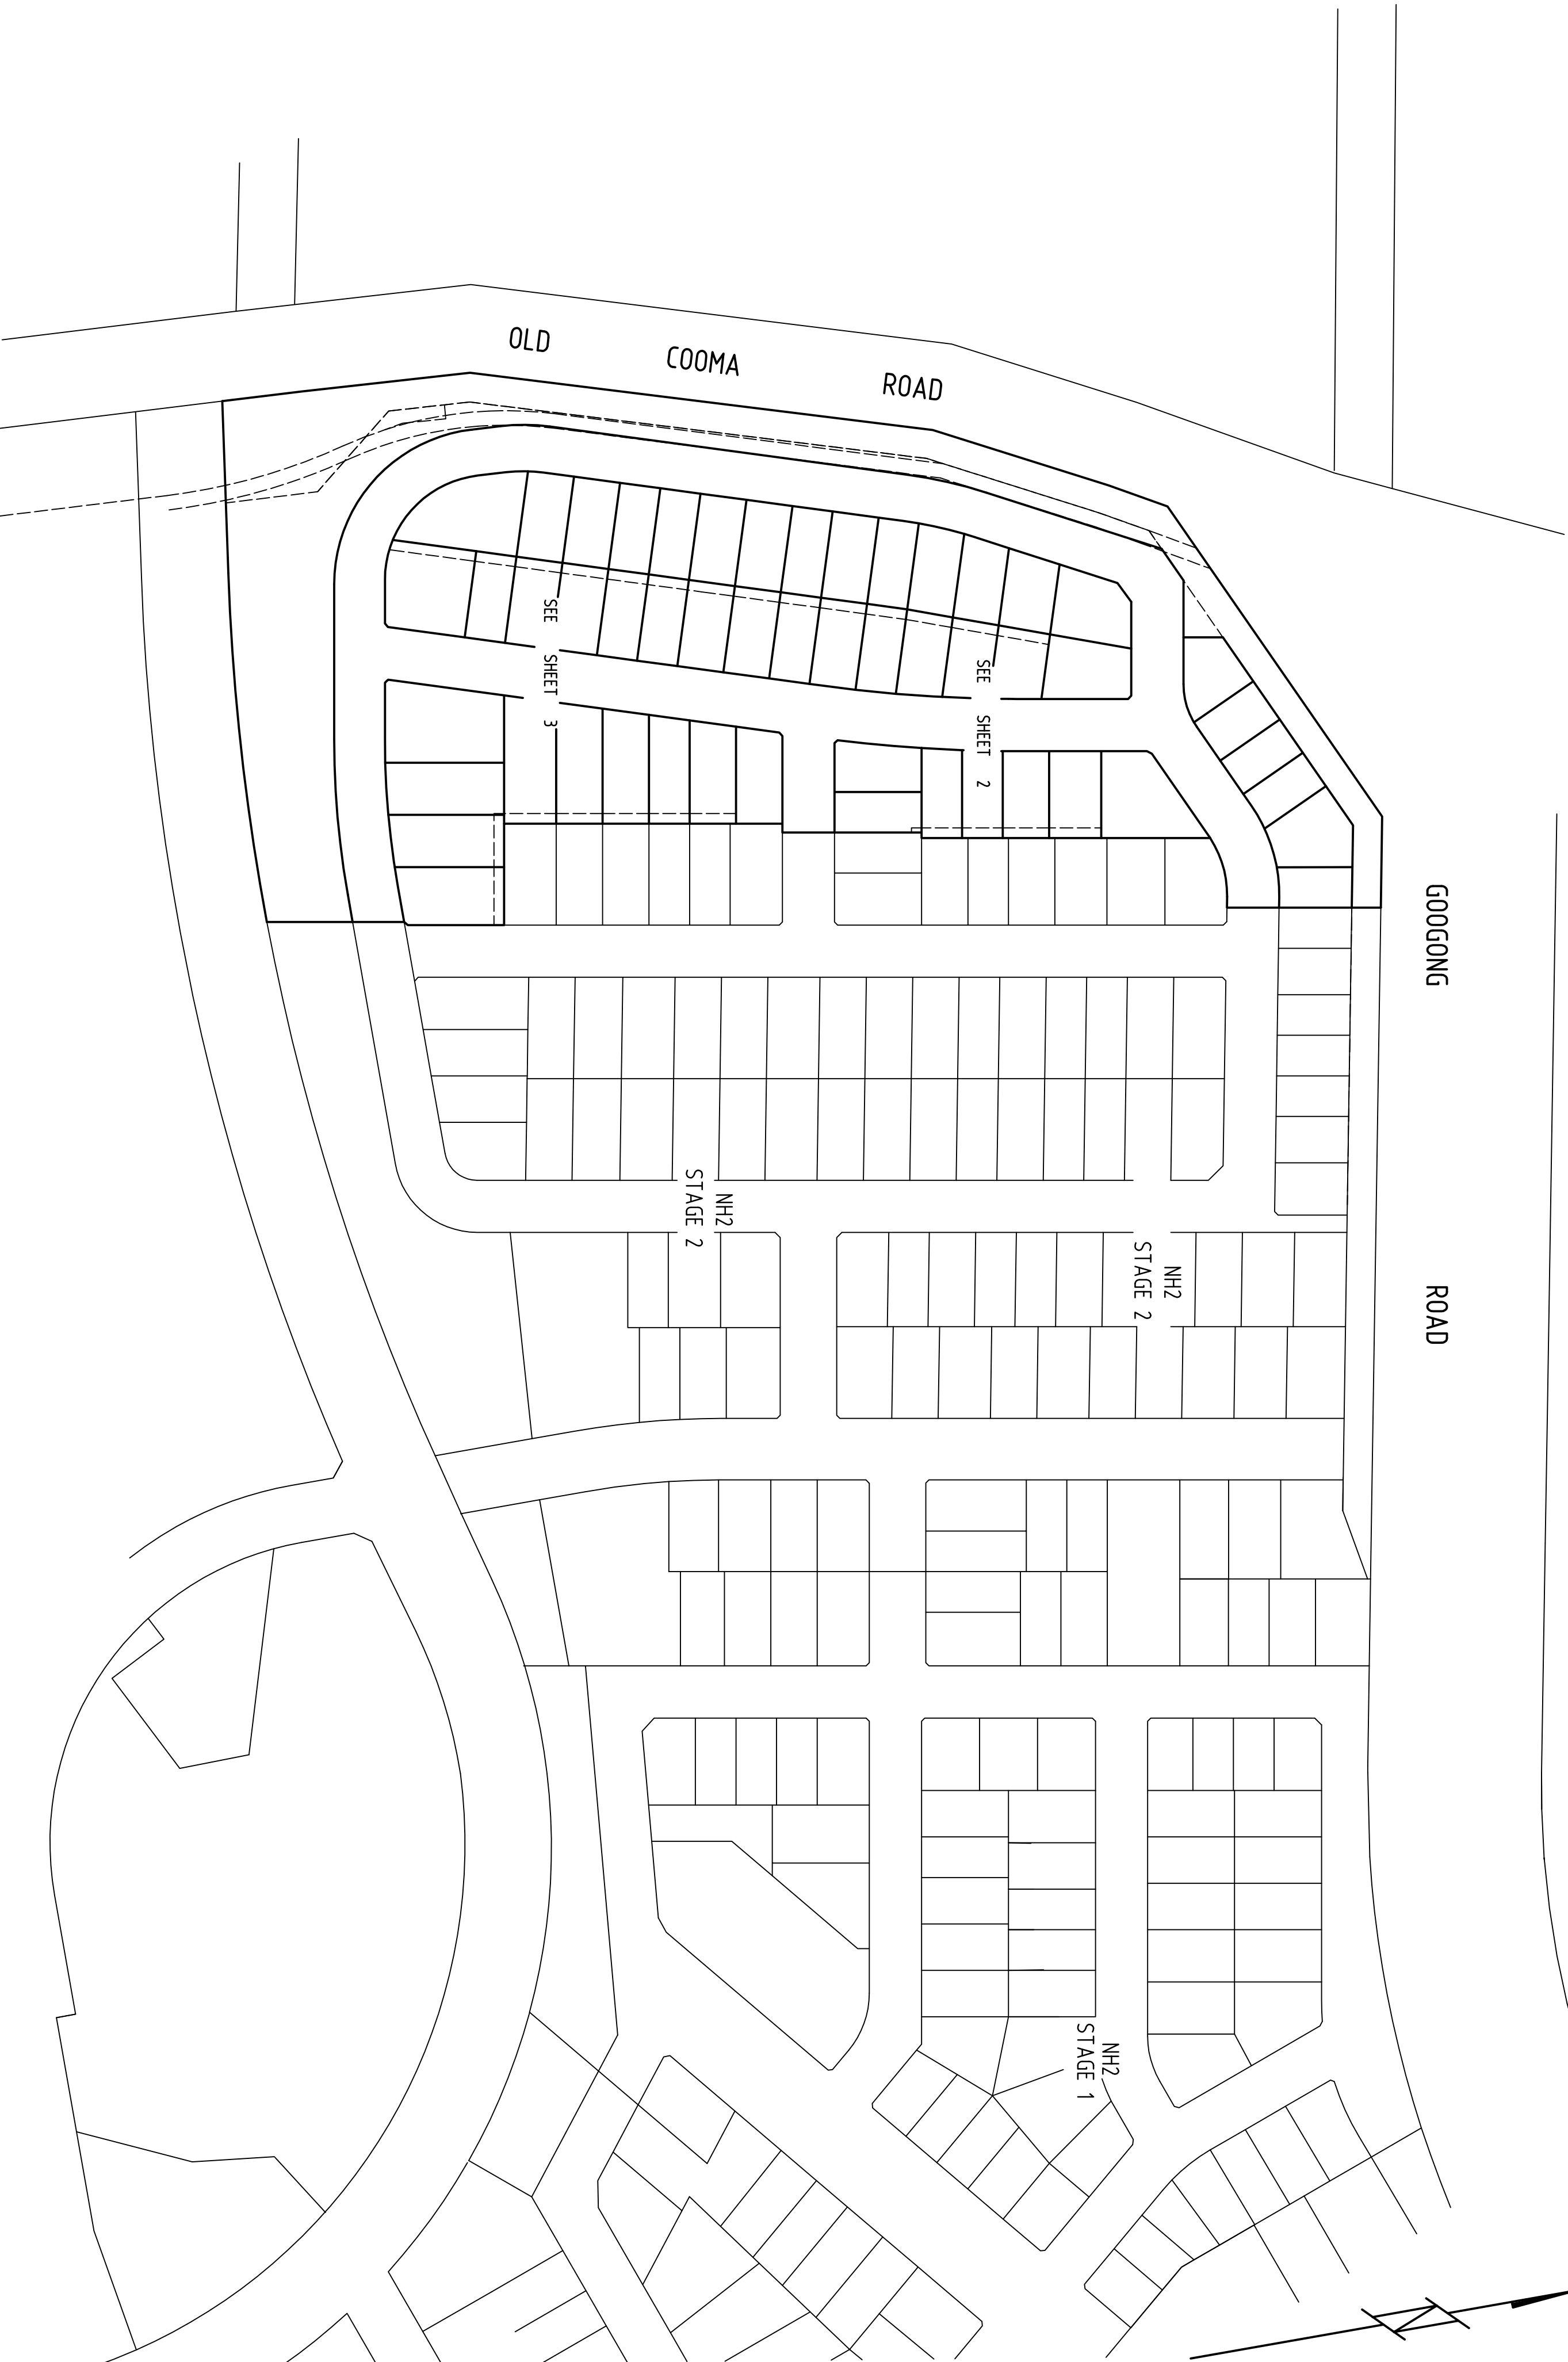 OLD COOMA ROAD
SEE SHEET 3
SEE SHEET 2
GOOGONG ROAD
NH2
STAGE 2
NH2
STAGE 2
NH2
STAGE 1
N